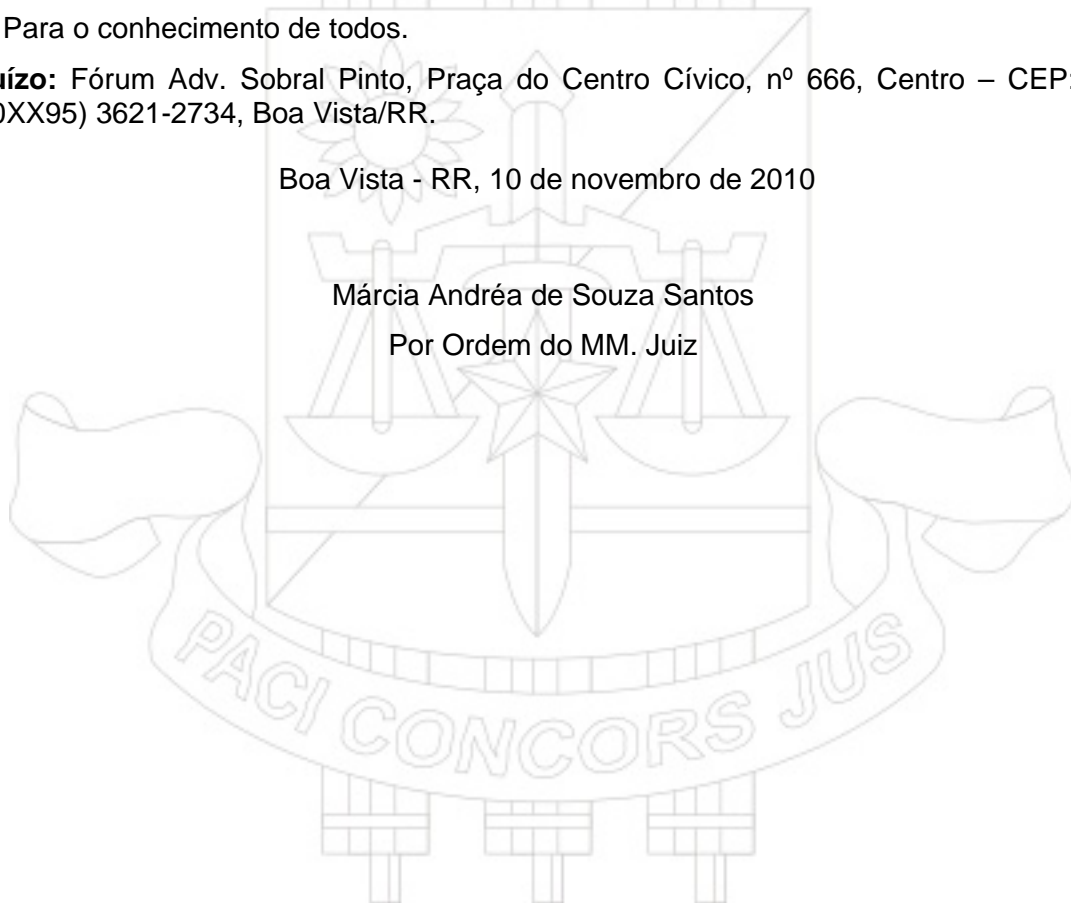 Para o conhecimento de todos.
uízo: Fórum Adv. Sobral Pinto, Praça do Centro Cívico, nº 666, Centro – CEP:
0XX95) 3621-2734, Boa Vista/RR.
Boa Vista - RR, 10 de novembro de 2010
Márcia Andréa de Souza Santos
Por Ordem do MM. Juiz
PACI CONCORS JUS